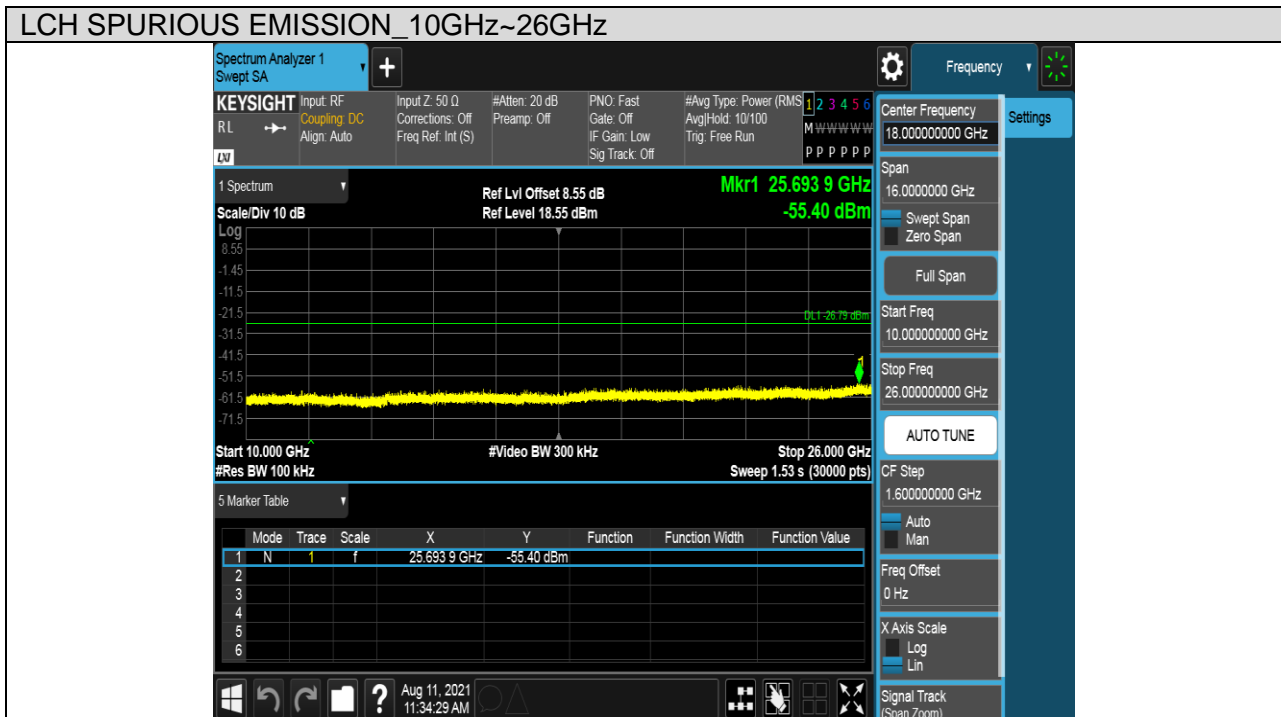 LCH SPURIOUS EMISSION_10GHz~26GHz
Spectrum Analyzer 1
Swept SA
+
Frequency
KEYSIGHT
RL
LXI
Input: RF
Coupling: DC
Align: Auto
Input Z: 50 Ω
Corrections: Off
Freq Ref: Int (S)
#Atten: 20 dB
Preamp: Off
PNO: Fast
Gate: Off
IF Gain: Low
Sig Track: Off
#Avg Type: Power (RMS
Avg|Hold: 10/100
Trig: Free Run
1 2 3 4 5 6
M W W W W W
P P P P P P
Center Frequency
18.000000000 GHz
Settings
Span
16.0000000 GHz
Swept Span
Zero Span
Full Span
Start Freq
10.000000000 GHz
Stop Freq
26.000000000 GHz
AUTO TUNE
CF Step
1.600000000 GHz
Auto
Man
Freq Offset
0 Hz
X Axis Scale
Log
Lin
Signal Track
(Span Zoom)
1 Spectrum
Scale/Div 10 dB
Ref Lvl Offset 8.55 dB
Ref Level 18.55 dBm
Mkr1 25.693 9 GHz
-55.40 dBm
Log
8.55
-1.45
-11.5
-21.5
-31.5
-41.5
-51.5
-61.5
-71.5
DL1 -26.79 dBm
1
Start 10.000 GHz
#Video BW 300 kHz
Stop 26.000 GHz
#Res BW 100 kHz
Sweep 1.53 s (30000 pts)
5 Marker Table
Mode Trace Scale X Y Function Function Width Function Value
1 N 1 f 25.693 9 GHz -55.40 dBm
2
3
4
5
6
?
Aug 11, 2021
11:34:29 AM